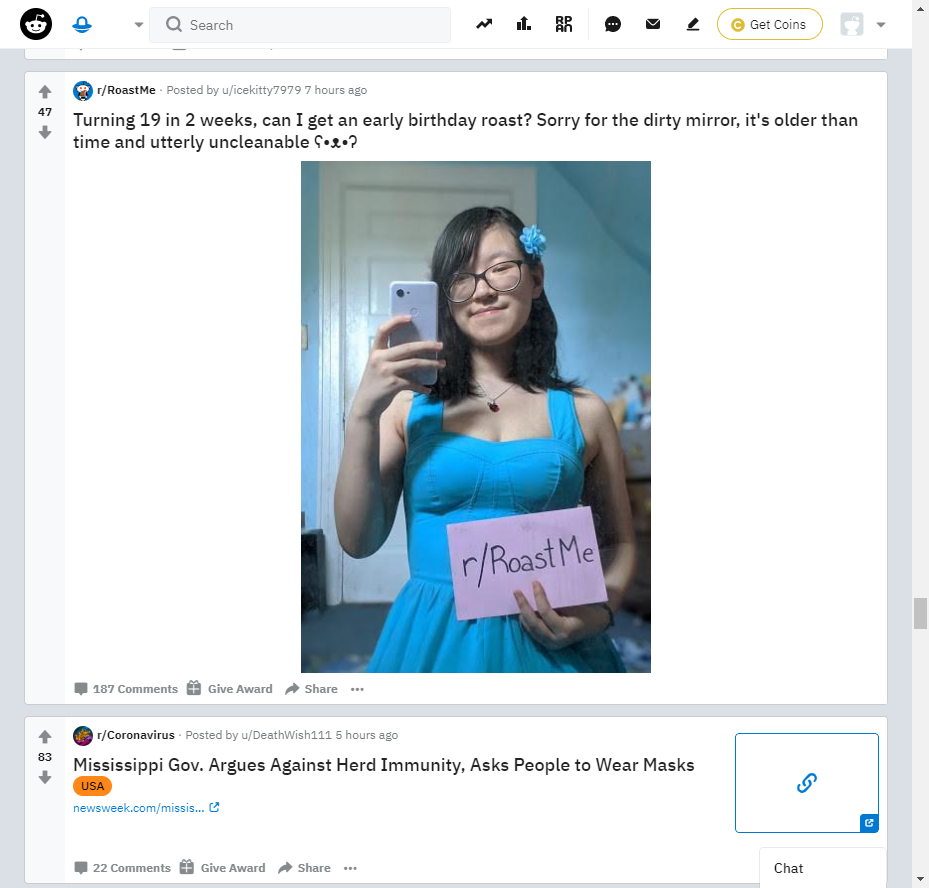 Search
Get Coins
47
r/RoastMe · Posted by u/icekitty7979 7 hours ago
Turning 19 in 2 weeks, can I get an early birthday roast? Sorry for the dirty mirror, it's older than
time and utterly uncleanable ʕ•ᴥ•ʔ
r/RoastMe
187 Comments Give Award Share ···
83
r/Coronavirus · Posted by u/DeathWish111 5 hours ago
Mississippi Gov. Argues Against Herd Immunity, Asks People to Wear Masks
USA
newsweek.com/missis...
22 Comments Give Award Share ···
Chat